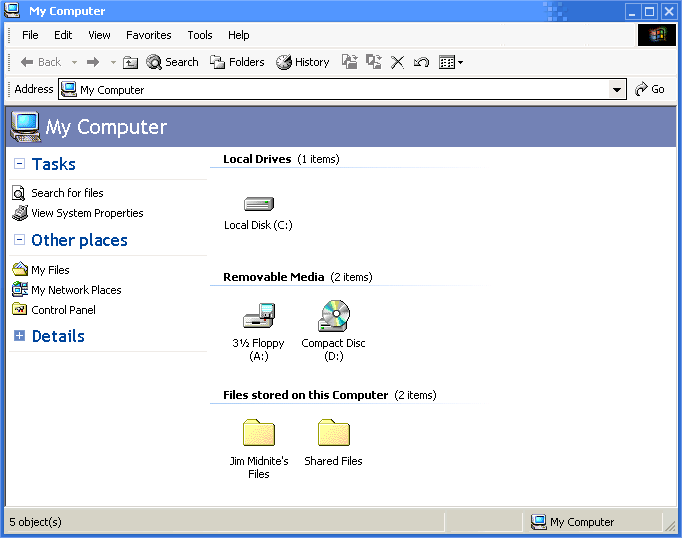 My Computer
File Edit View Favorites Tools Help
Back Search Folders History
Address My Computer Go
My Computer
Tasks
Search for files
View System Properties
Other places
My Files
My Network Places
Control Panel
Details
Local Drives (1 items)
Local Disk (C:)
Removable Media (2 items)
3½ Floppy
(A:)
Compact Disc
(D:)
Files stored on this Computer (2 items)
Jim Midnite's
Files
Shared Files
5 object(s)
My Computer